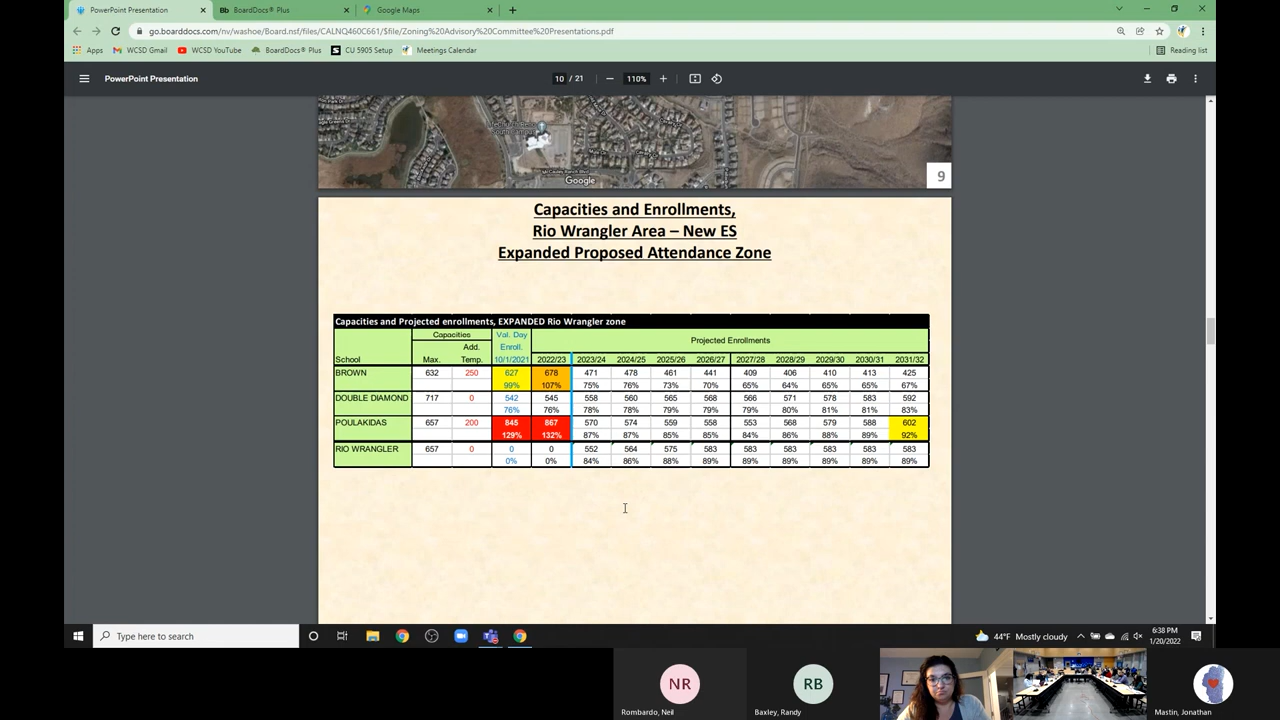 PowerPoint Presentation
BoardDocs® Plus
Google Maps
go.boarddocs.com/nv/washoe/Board.nsf/files/CALNQ460C661/$file/Zoning%20Advisory%20Committee%20Presentations.pdf
Apps WCSD Gmail WCSD YouTube BoardDocs® Plus CU 5905 Setup Meetings Calendar Reading list
PowerPoint Presentation 10 / 21 110%
Google
9
Capacities and Enrollments,
Rio Wrangler Area – New ES
Expanded Proposed Attendance Zone
Capacities and Projected enrollments, EXPANDED Rio Wrangler zone
Capacities Val. Day
Enroll. Projected Enrollments
Add.
School Max. Temp. 10/1/2021 2022/23 2023/24 2024/25 2025/26 2026/27 2027/28 2028/29 2029/30 2030/31 2031/32
BROWN 632 250 627 678 471 478 461 441 409 406 410 413 425
99% 107% 75% 76% 73% 70% 65% 64% 65% 65% 67%
DOUBLE DIAMOND 717 0 542 545 558 560 565 568 566 571 578 583 592
76% 76% 78% 78% 79% 79% 79% 80% 81% 81% 83%
POULAKIDAS 657 200 845 867 570 574 559 558 553 568 579 588 602
129% 132% 87% 87% 85% 85% 84% 86% 88% 89% 92%
RIO WRANGLER 657 0 0 0 552 564 575 583 583 583 583 583 583
0% 0% 84% 86% 88% 89% 89% 89% 89% 89% 89%
Type here to search
44°F Mostly cloudy
6:38 PM
1/20/2022
NR
RB
Rombardo, Neil
Baxley, Randy
Mastin, Jonathan